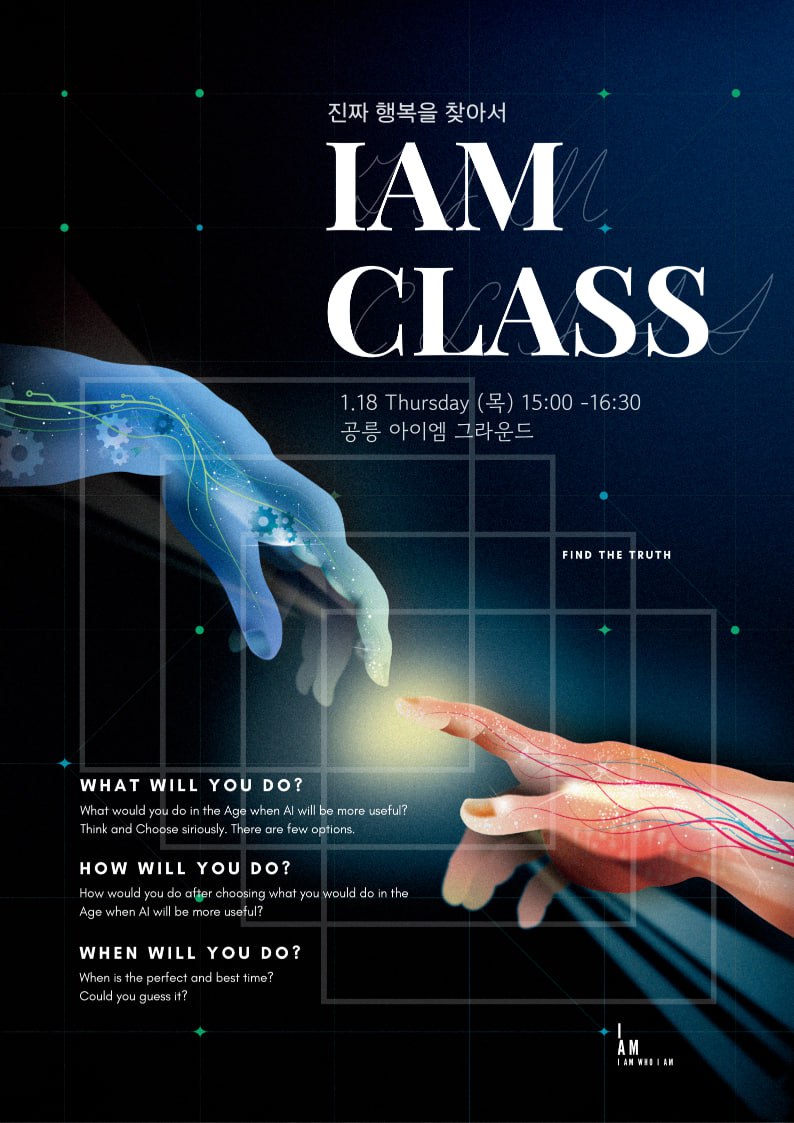 진짜 행복을 찾아서
IAM
CLASS
1.18 Thursday (목) 15:00 -16:30
공릉 아이엠 그라운드
FIND THE TRUTH
WHAT WILL YOU DO?
What would you do in the Age when AI will be more useful?
Think and Choose siriously. There are few options.
HOW WILL YOU DO?
How would you do after choosing what you would do in the
Age when AI will be more useful?
WHEN WILL YOU DO?
When is the perfect and best time?
Could you guess it?
I
AM
I AM WHO I AM